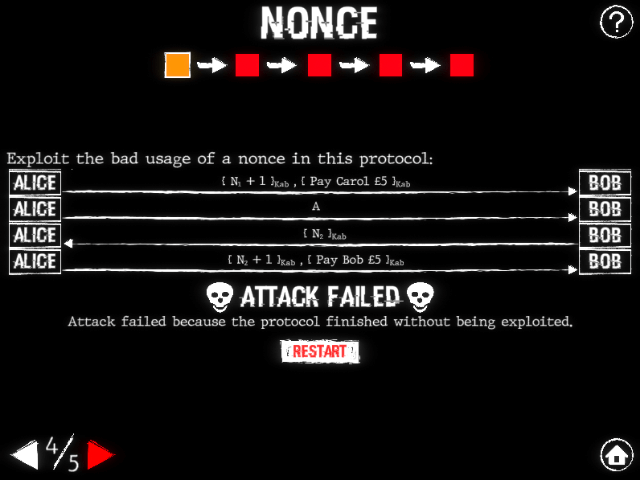 NONCE
?
Exploit the bad usage of a nonce in this protocol:
ALICE { N₁ + 1 }Kab , { Pay Carol £5 }Kab BOB
ALICE A BOB
ALICE { N₂ }Kab BOB
ALICE { N₂ + 1 }Kab , { Pay Bob £5 }Kab BOB
ATTACK FAILED
Attack failed because the protocol finished without being exploited.
RESTART
4/5